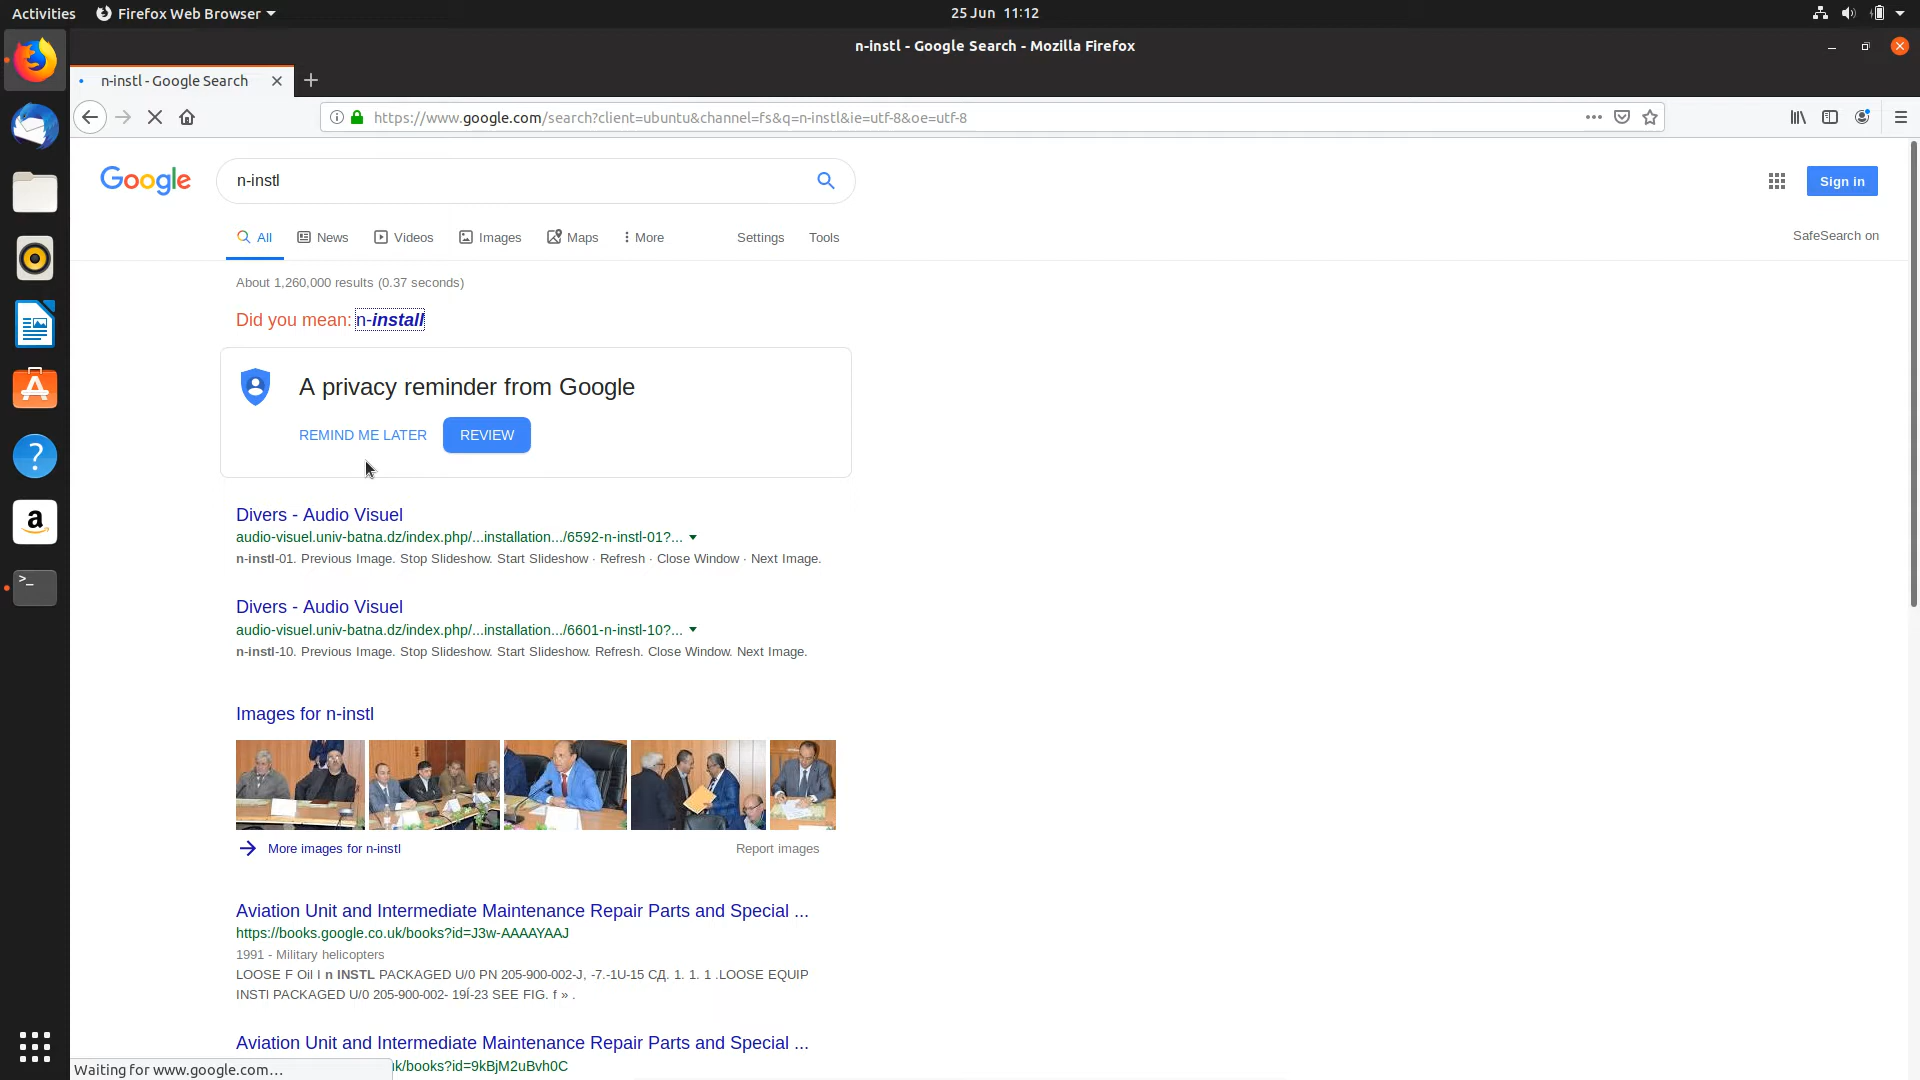 Activities Firefox Web Browser 25 Jun 11:12
n-instl - Google Search - Mozilla Firefox
n-instl - Google Search
https://www.google.com/search?client=ubuntu&channel=fs&q=n-instl&ie=utf-8&oe=utf-8
Google n-instl Sign in
All News Videos Images Maps More Settings Tools SafeSearch on
About 1,260,000 results (0.37 seconds)
Did you mean: n-install
A privacy reminder from Google
REMIND ME LATER REVIEW
Divers - Audio Visuel
audio-visuel.univ-batna.dz/index.php/...installation.../6592-n-instl-01?...
n-instl-01. Previous Image. Stop Slideshow. Start Slideshow · Refresh · Close Window · Next Image.
Divers - Audio Visuel
audio-visuel.univ-batna.dz/index.php/...installation.../6601-n-instl-10?...
n-instl-10. Previous Image. Stop Slideshow. Start Slideshow. Refresh. Close Window. Next Image.
Images for n-instl
More images for n-instl Report images
Aviation Unit and Intermediate Maintenance Repair Parts and Special ...
https://books.google.co.uk/books?id=J3w-AAAAYAAJ
1991 - Military helicopters
LOOSE F Oil l n INSTL PACKAGED U/0 PN 205-900-002-J, -7.-1U-15 СД. 1. 1. 1 .LOOSE EQUIP
INSTI PACKAGED U/0 205-900-002- 19Í-23 SEE FIG. f » .
Aviation Unit and Intermediate Maintenance Repair Parts and Special ...
Waiting for www.google.com… k/books?id=9kBjM2uBvh0C